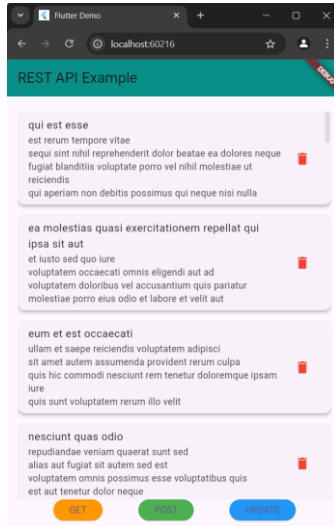 Flutter Demo
localhost:60216
REST API Example
DEBUG
qui est esse
est rerum tempore vitae
sequi sint nihil reprehenderit dolor beatae ea dolores neque
fugiat blanditiis voluptate porro vel nihil molestiae ut
reiciendis
qui aperiam non debitis possimus qui neque nisi nulla
ea molestias quasi exercitationem repellat qui
ipsa sit aut
et iusto sed quo iure
voluptatem occaecati omnis eligendi aut ad
voluptatem doloribus vel accusantium quis pariatur
molestiae porro eius odio et labore et velit aut
eum et est occaecati
ullam et saepe reiciendis voluptatem adipisci
sit amet autem assumenda provident rerum culpa
quis hic commodi nesciunt rem tenetur doloremque ipsam
iure
quis sunt voluptatem rerum illo velit
nesciunt quas odio
repudiandae veniam quaerat sunt sed
alias aut fugiat sit autem sed est
voluptatem omnis possimus esse voluptatibus quis
est aut tenetur dolor neque
GET
POST
UPDATE